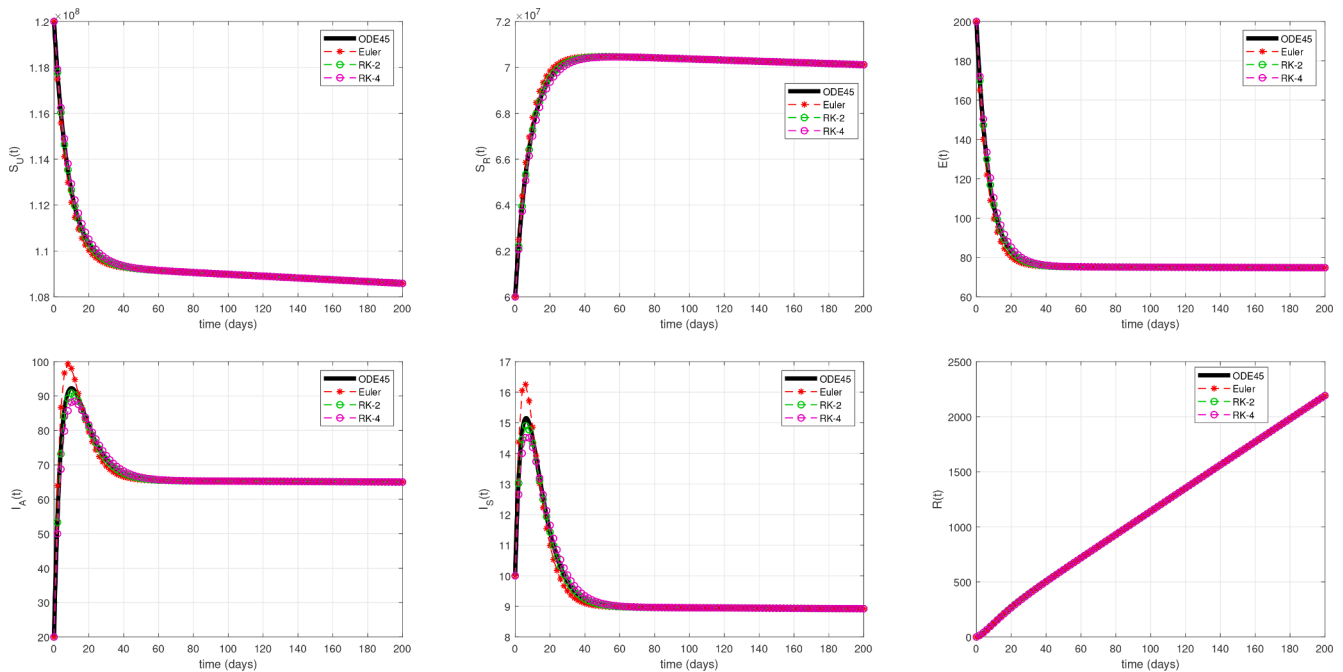 ×10⁸
1.2
1.118
1.116
1.114
1.112
1.11
1.08
0 20 40 60 80 100 120 140 160 180 200
time (days)
S_U(t)
ODE45
Euler
RK-2
RK-4
7.2 ×10⁷
7
6.8
6.6
6.4
6.2
6
0 20 40 60 80 100 120 140 160 180 200
time (days)
S_R(t)
ODE45
Euler
RK-2
RK-4
200
180
160
140
120
100
80
60
0 20 40 60 80 100 120 140 160 180 200
time (days)
E(t)
ODE45
Euler
RK-2
RK-4
100
90
80
70
60
50
40
30
20
0 20 40 60 80 100 120 140 160 180 200
time (days)
I_A(t)
ODE45
Euler
RK-2
RK-4
17
16
15
14
13
12
11
10
9
8
0 20 40 60 80 100 120 140 160 180 200
time (days)
I_S(t)
ODE45
Euler
RK-2
RK-4
2500
2000
1500
1000
500
0
0 20 40 60 80 100 120 140 160 180 200
time (days)
R(t)
ODE45
Euler
RK-2
RK-4